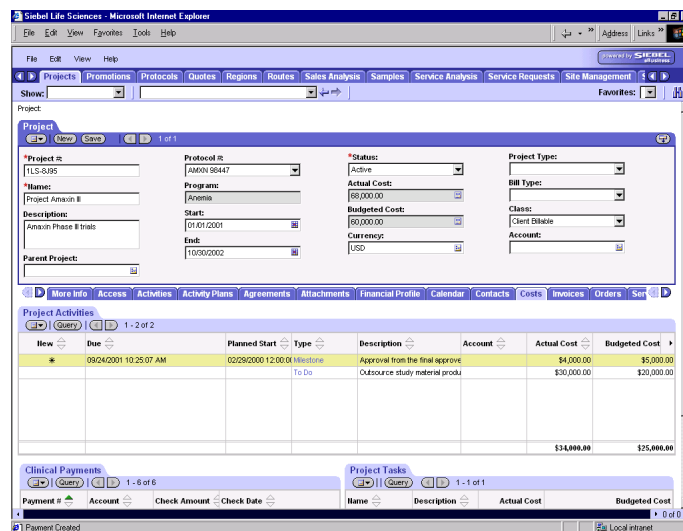 Siebel Life Sciences - Microsoft Internet Explorer
File Edit View Favorites Tools Help
Address Links »
File Edit View Help
powered by SIEBEL eBusiness
Projects Promotions Protocols Quotes Regions Routes Sales Analysis Samples Service Analysis Service Requests Site Management
Show: Favorites:
Project:
Project
New Save 1 of 1
*Project #: Protocol #: *Status: Project Type:
1LS-8J95 AMXN 98447 Active
*Name: Program: Actual Cost: Bill Type:
Project Amaxin III Anemia 68,000.00
Description: Start: Budgeted Cost: Class:
Amaxin Phase III trials 01/01/2001 60,000.00 Client Billable
End: Currency: Account:
Parent Project: 10/30/2002 USD
More Info Access Activities Activity Plans Agreements Attachments Financial Profile Calendar Contacts Costs Invoices Orders Ser
Project Activities
Query 1 - 2 of 2
New Due Planned Start Type Description Account Actual Cost Budgeted Cost
* 09/24/2001 10:25:07 AM 02/29/2000 12:00:0 Milestone Approval from the final approve $4,000.00 $5,000.00
To Do Outsource study material produ $30,000.00 $20,000.00
$34,000.00 $25,000.00
Clinical Payments Project Tasks
Query 1 - 6 of 6 Query 1 - 1 of 1
Payment # Account Check Amount Check Date Name Description Actual Cost Budgeted Cost
0 of 0
Payment Created Local intranet